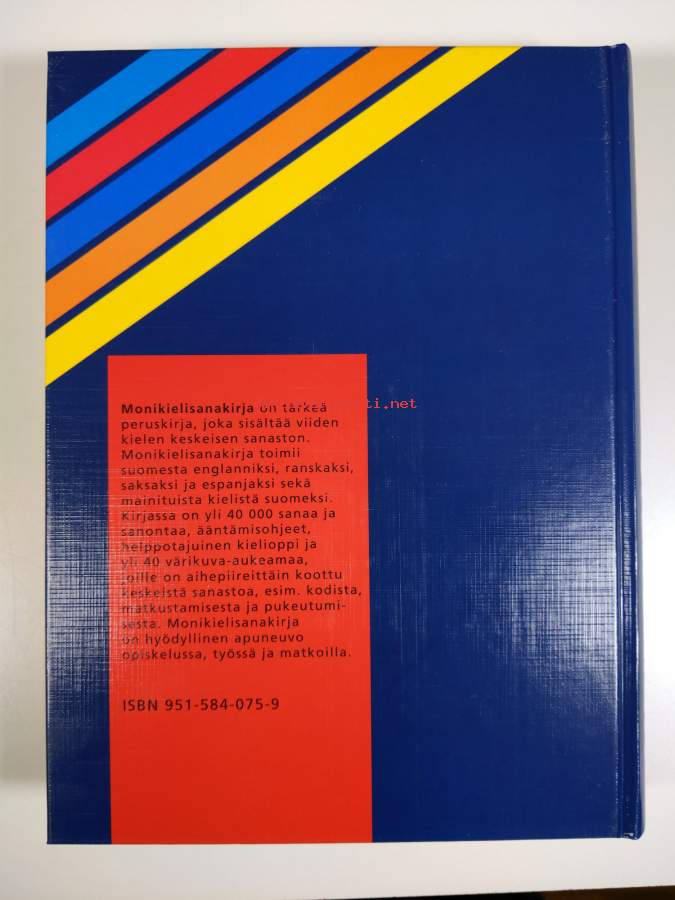 Monikielisanakirja on tärkeä
peruskirja, joka sisältää viiden
kielen keskeisen sanaston.
Monikielisanakirja toimii
suomesta englanniksi, ranskaksi,
saksaksi ja espanjaksi sekä
mainituista kielistä suomeksi.
Kirjassa on yli 40 000 sanaa ja
sanontaa, ääntämisohjeet,
helppotajuinen kielioppi ja
yli 40 värikuva-aukeamaa,
joille on aihepiireittäin koottu
keskeistä sanastoa, esim. kodista,
matkustamisesta ja pukeutumi-
sesta. Monikielisanakirja
on hyödyllinen apuneuvo
opiskelussa, työssä ja matkoilla.
ISBN 951-584-075-9